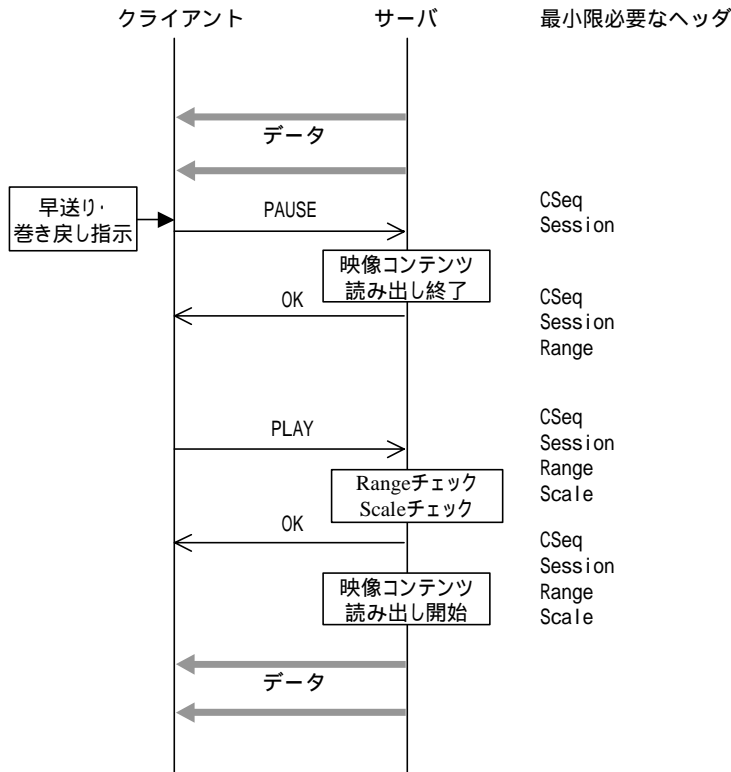 クライアント サーバ 最小限必要なヘッダ
データ
早送り・
巻き戻し指示
PAUSE
CSeq
Session
映像コンテンツ
読み出し終了
OK
CSeq
Session
Range
PLAY
CSeq
Session
Range
Scale
Rangeチェック
Scaleチェック
OK
CSeq
Session
Range
Scale
映像コンテンツ
読み出し開始
データ